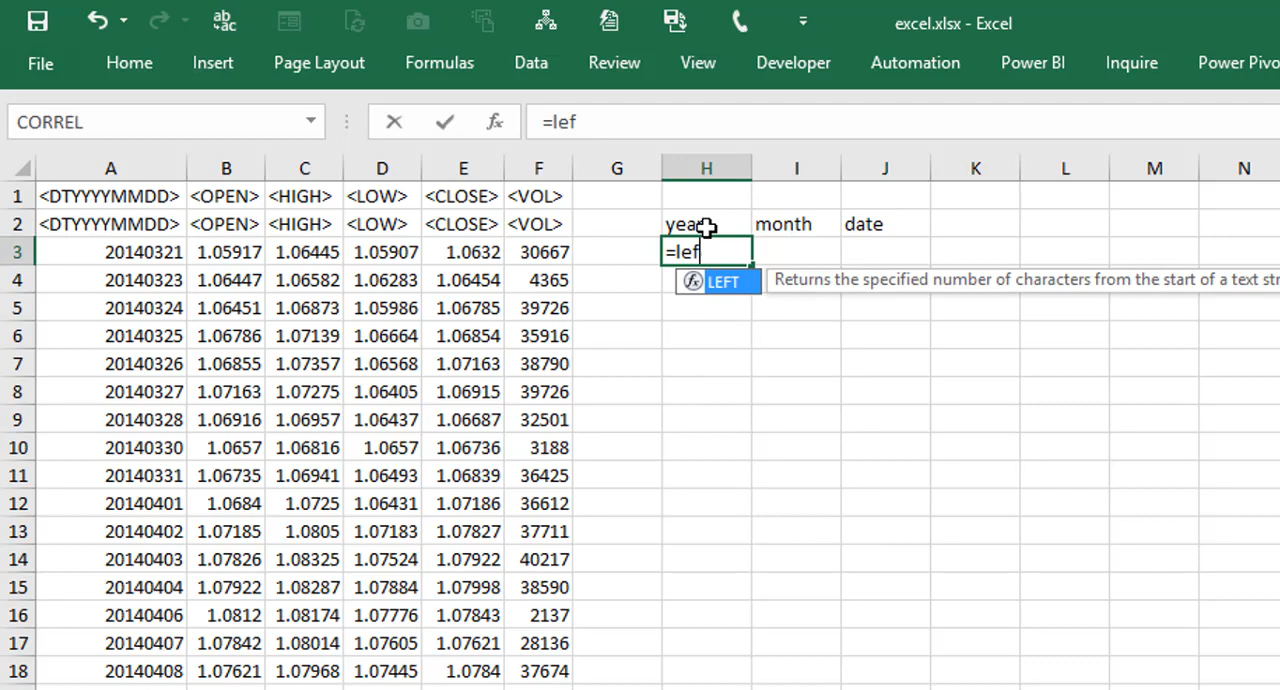 ab
ac
excel.xlsx - Excel
File Home Insert Page Layout Formulas Data Review View Developer Automation Power BI Inquire Power Pivo
CORREL fx =lef
A B C D E F G H I J K L M N
1 <DTYYYYMMDD> <OPEN> <HIGH> <LOW> <CLOSE> <VOL>
2 <DTYYYYMMDD> <OPEN> <HIGH> <LOW> <CLOSE> <VOL> year month date
3 20140321 1.05917 1.06445 1.05907 1.0632 30667 =lef
4 20140323 1.06447 1.06582 1.06283 1.06454 4365 fx LEFT Returns the specified number of characters from the start of a text str
5 20140324 1.06451 1.06873 1.05986 1.06785 39726
6 20140325 1.06786 1.07139 1.06664 1.06854 35916
7 20140326 1.06855 1.07357 1.06568 1.07163 38790
8 20140327 1.07163 1.07275 1.06405 1.06915 39726
9 20140328 1.06916 1.06957 1.06437 1.06687 32501
10 20140330 1.0657 1.06816 1.0657 1.06736 3188
11 20140331 1.06735 1.06941 1.06493 1.06839 36425
12 20140401 1.0684 1.0725 1.06431 1.07186 36612
13 20140402 1.07185 1.0805 1.07183 1.07827 37711
14 20140403 1.07826 1.08325 1.07524 1.07922 40217
15 20140404 1.07922 1.08287 1.07884 1.07998 38590
16 20140406 1.0812 1.08174 1.07776 1.07843 2137
17 20140407 1.07842 1.08014 1.07605 1.07621 28136
18 20140408 1.07621 1.07968 1.07445 1.0784 37674